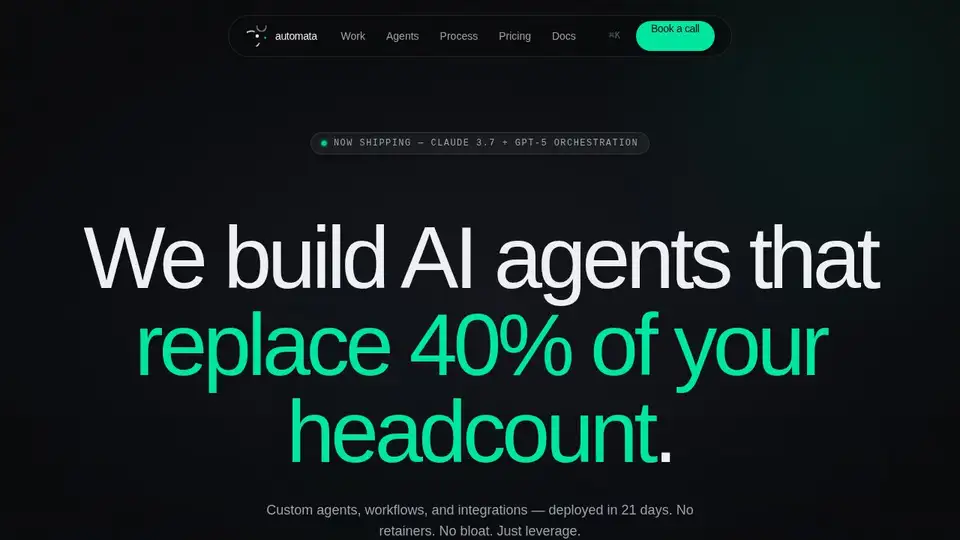 automata Work Agents Process Pricing Docs ⌘K Book a call
NOW SHIPPING — CLAUDE 3.7 + GPT-5 ORCHESTRATION
We build AI agents that
replace 40% of your
headcount.
Custom agents, workflows, and integrations — deployed in 21 days. No
retainers. No bloat. Just leverage.